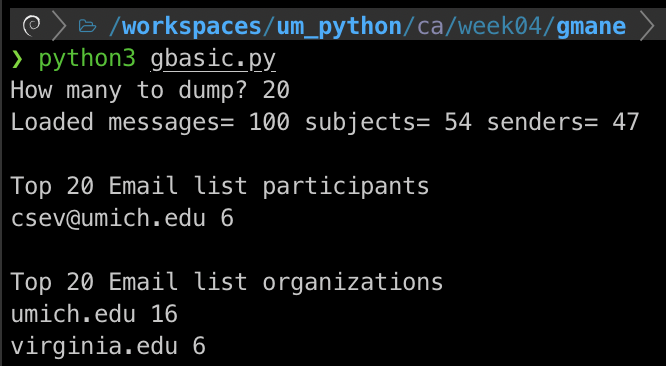 /workspaces/um_python/ca/week04/gmane
❯ python3 gbasic.py
How many to dump? 20
Loaded messages= 100 subjects= 54 senders= 47
Top 20 Email list participants
csev@umich.edu 6
Top 20 Email list organizations
umich.edu 16
virginia.edu 6